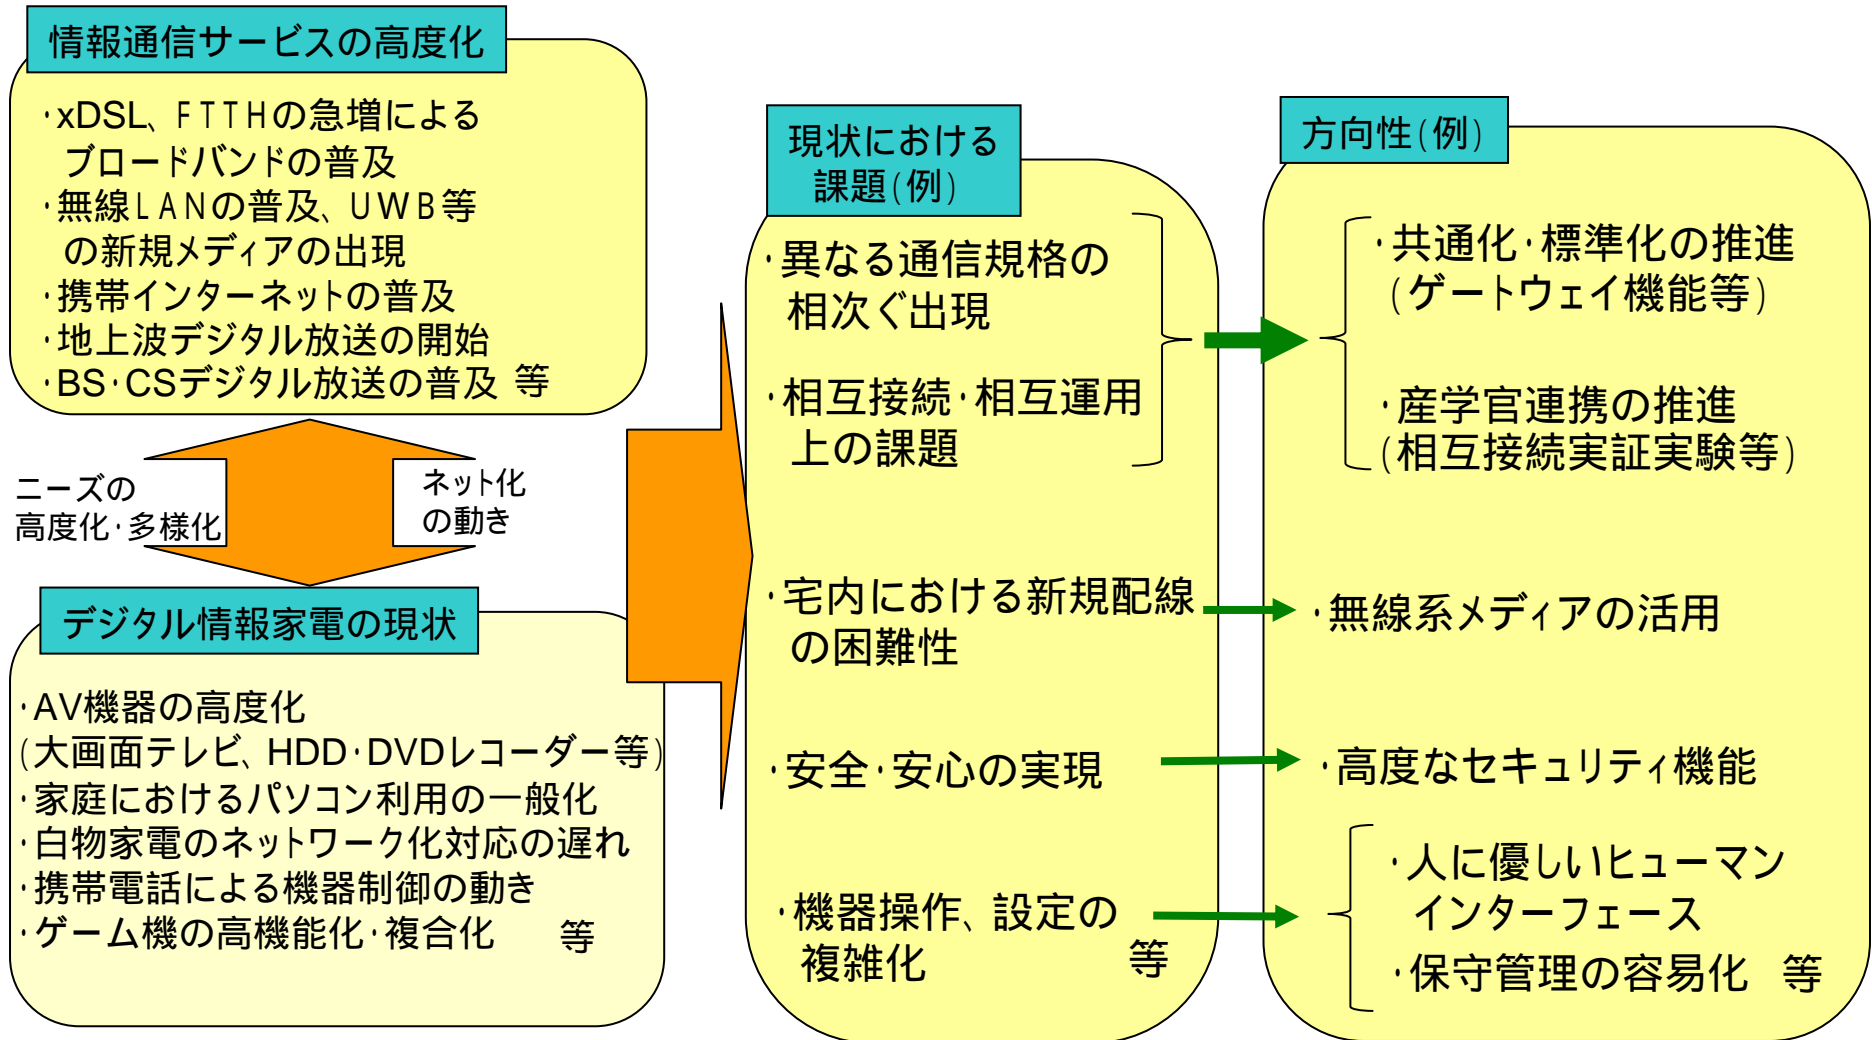 情報通信サービスの高度化
・xDSL、FTTHの急増による
ブロードバンドの普及
・無線LANの普及、UWB等
の新規メディアの出現
・携帯インターネットの普及
・地上波デジタル放送の開始
・BS・CSデジタル放送の普及 等
ニーズの
高度化・多様化
ネット化
の動き
デジタル情報家電の現状
・AV機器の高度化
(大画面テレビ、HDD・DVDレコーダー等)
・家庭におけるパソコン利用の一般化
・白物家電のネットワーク化対応の遅れ
・携帯電話による機器制御の動き
・ゲーム機の高機能化・複合化 等
現状における
課題(例)
・異なる通信規格の
相次ぐ出現
・相互接続・相互運用
上の課題
・宅内における新規配線
の困難性
・安全・安心の実現
・機器操作、設定の
複雑化 等
方向性(例)
・共通化・標準化の推進
(ゲートウェイ機能等)
・産学官連携の推進
(相互接続実証実験等)
・無線系メディアの活用
・高度なセキュリティ機能
・人に優しいヒューマン
インターフェース
・保守管理の容易化 等